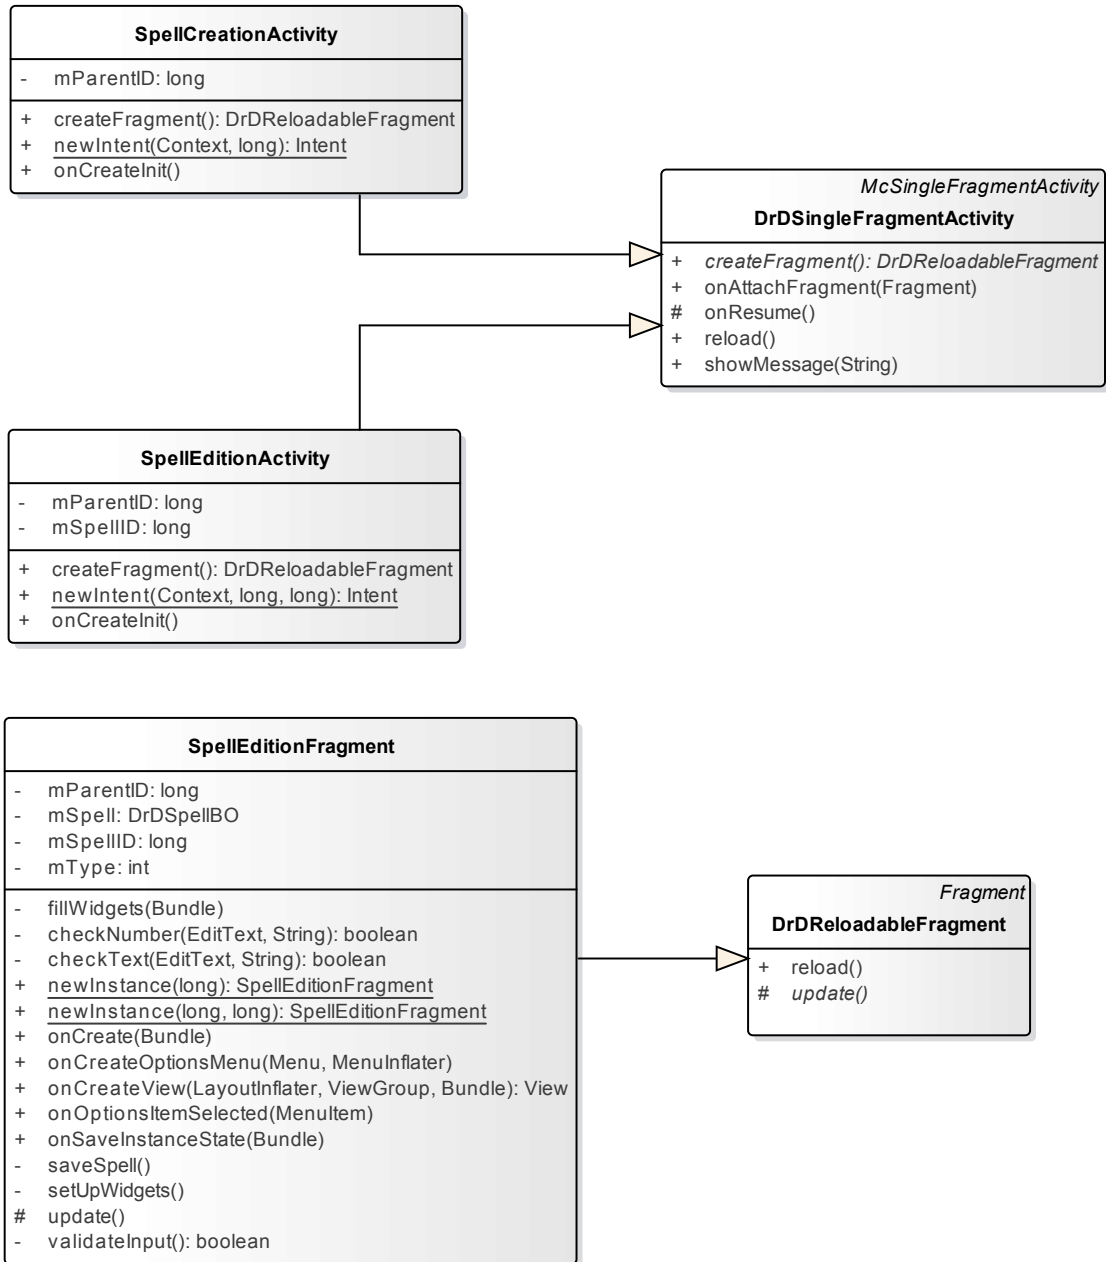 SpellCreationActivity
- mParentID: long
+ createFragment(): DrDReloadableFragment
+ newIntent(Context, long): Intent
+ onCreateInit()
McSingleFragmentActivity
DrDSingleFragmentActivity
+ createFragment(): DrDReloadableFragment
+ onAttachFragment(Fragment)
# onResume()
+ reload()
+ showMessage(String)
SpellEditionActivity
- mParentID: long
- mSpellID: long
+ createFragment(): DrDReloadableFragment
+ newIntent(Context, long, long): Intent
+ onCreateInit()
SpellEditionFragment
- mParentID: long
- mSpell: DrDSpellBO
- mSpellID: long
- mType: int
- fillWidgets(Bundle)
- checkNumber(EditText, String): boolean
- checkText(EditText, String): boolean
+ newInstance(long): SpellEditionFragment
+ newInstance(long, long): SpellEditionFragment
+ onCreate(Bundle)
+ onCreateOptionsMenu(Menu, MenuInflater)
+ onCreateView(LayoutInflater, ViewGroup, Bundle): View
+ onOptionsItemSelected(MenuItem)
+ onSaveInstanceState(Bundle)
- saveSpell()
- setUpWidgets()
# update()
- validateInput(): boolean
Fragment
DrDReloadableFragment
+ reload()
# update()